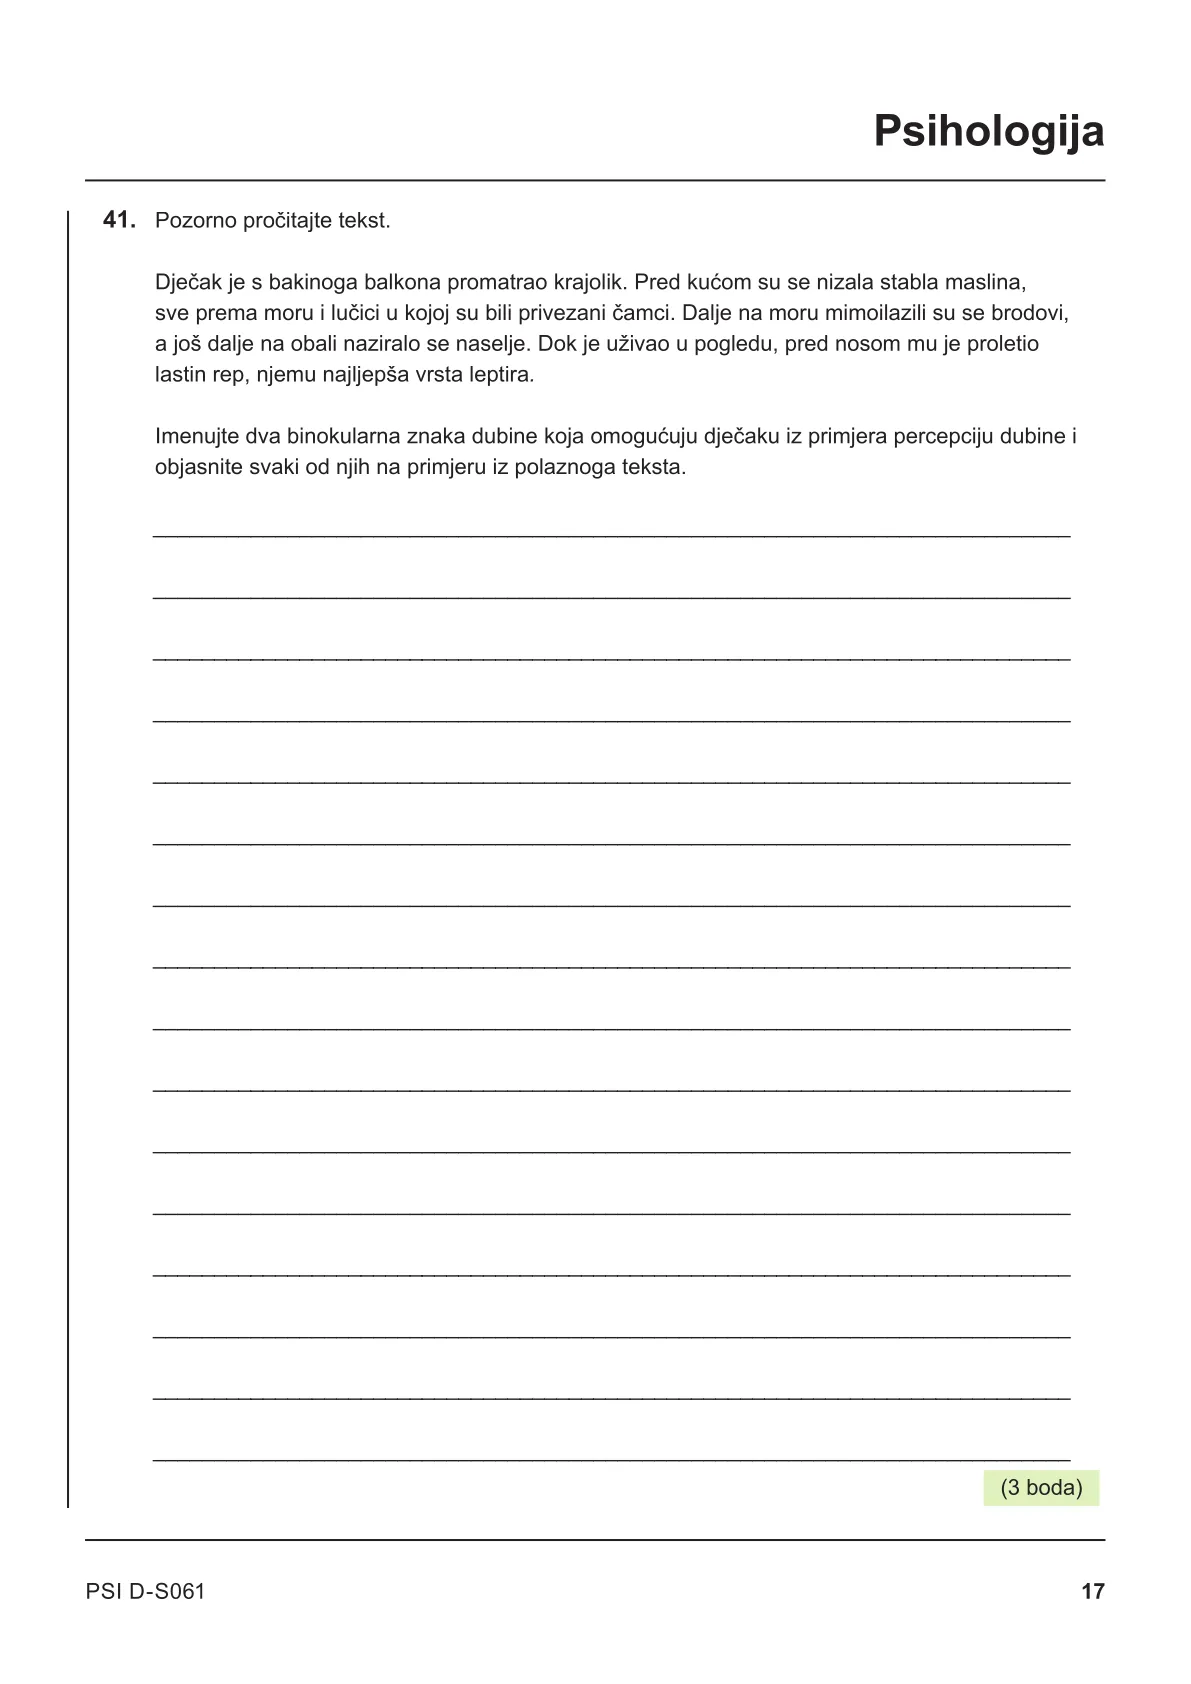 Psihologija
41. Pozorno pročitajte tekst.
Dječak je s bakinoga balkona promatrao krajolik. Pred kućom su se nizala stabla maslina,
sve prema moru i lučici u kojoj su bili privezani čamci. Dalje na moru mimoilazili su se brodovi,
a još dalje na obali naziralo se naselje. Dok je uživao u pogledu, pred nosom mu je proletio
lastin rep, njemu najljepša vrsta leptira.
Imenujte dva binokularna znaka dubine koja omogućuju dječaku iz primjera percepciju dubine i
objasnite svaki od njih na primjeru iz polaznoga teksta.
(3 boda)
PSI D-S061
17